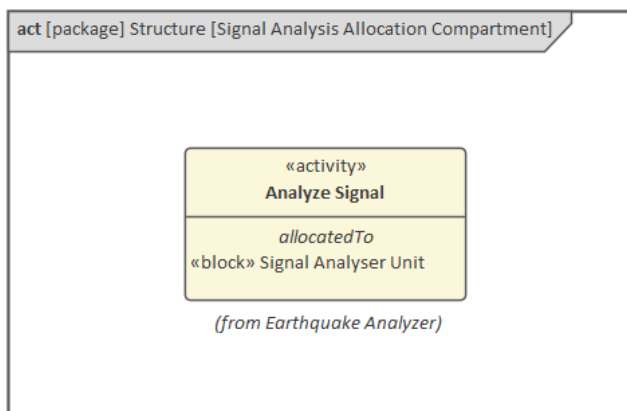 act [package] Structure [Signal Analysis Allocation Compartment]
«activity»
Analyze Signal
allocatedTo
«block» Signal Analyser Unit
(from Earthquake Analyzer)